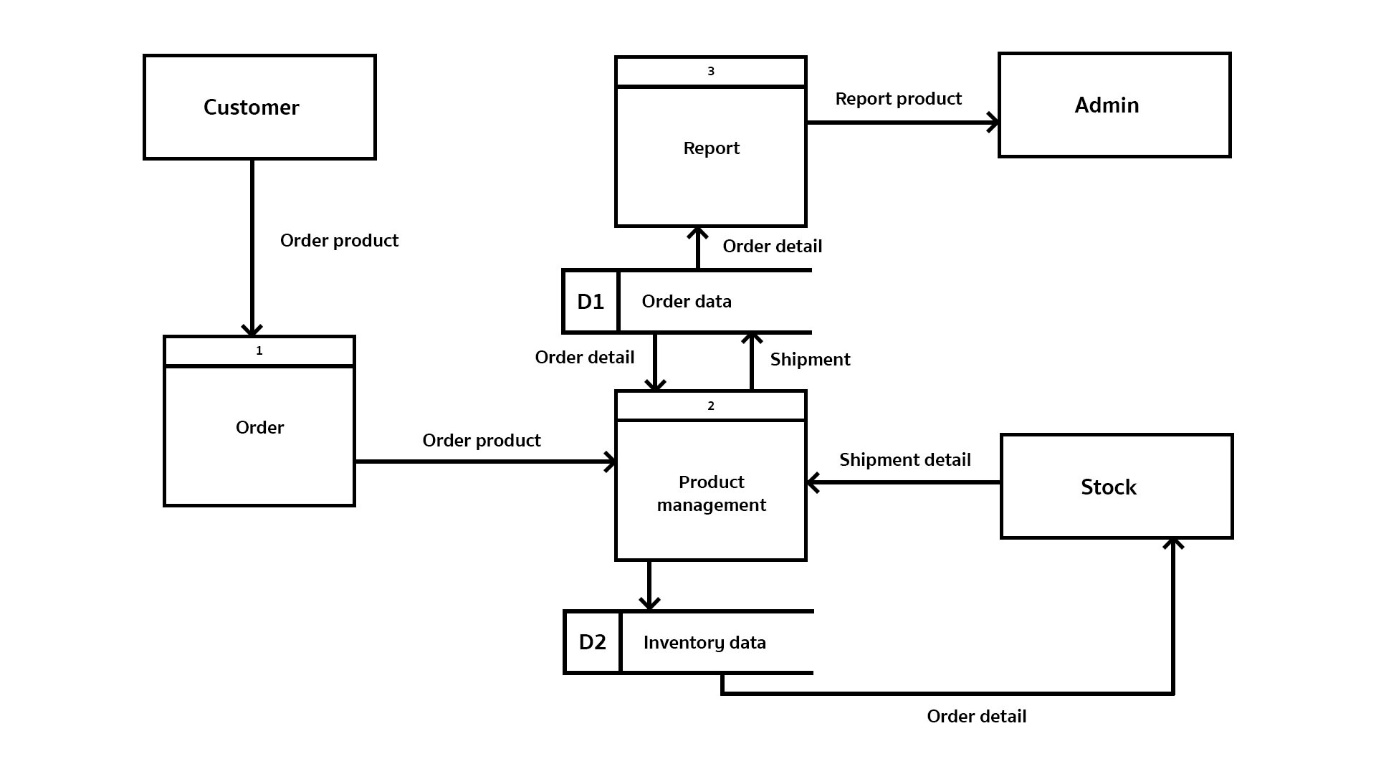 Customer
3
Report
Report product
Admin
Order product
Order detail
D1
Order data
1
Order
Order detail
Shipment
2
Product
management
Order product
Shipment detail
Stock
D2
Inventory data
Order detail